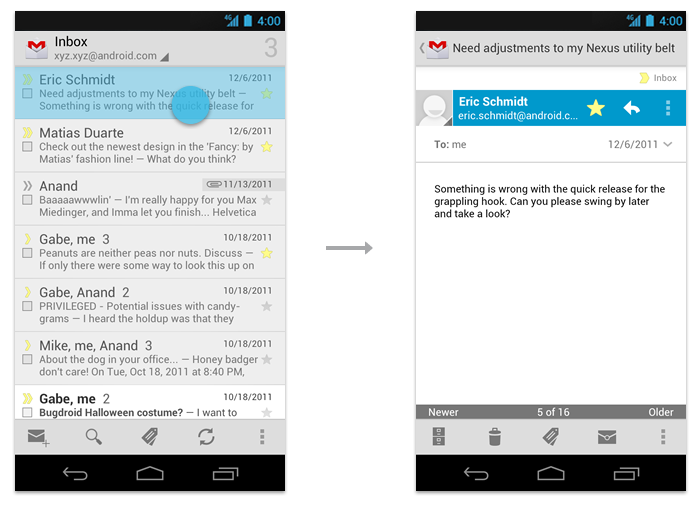 4G 4:00
Inbox
xyz.xyz@android.com
3
Eric Schmidt 12/6/2011
Need adjustments to my Nexus utility belt –
Something is wrong with the quick release for
Matias Duarte 12/6/2011
Check out the newest design in the 'Fancy: by
Matias' fashion line! — What do you think?
Anand 11/13/2011
Baaaaawwwlin' — I'm really happy for you Max
Miedinger, and Imma let you finish... Helvetica
Gabe, me 3 10/18/2011
Peanuts are neither peas nor nuts. Discuss —
If only there were some way to look this up on
Gabe, Anand 2 10/18/2011
PRIVILEGED - Potential issues with candy-
grams — I heard the holdup was that they
Mike, me, Anand 3 10/18/2011
About the dog in your office... — Honey badger
don't care! On Tue, Oct 18, 2011 at 8:40 PM,
Gabe, me 2 10/18/2011
Bugdroid Halloween costume? — I want to
4G 4:00
Need adjustments to my Nexus utility belt
Inbox
Eric Schmidt
eric.schmidt@android.c...
To: me 12/6/2011
Something is wrong with the quick release for the
grappling hook. Can you please swing by later
and take a look?
Newer 5 of 16 Older